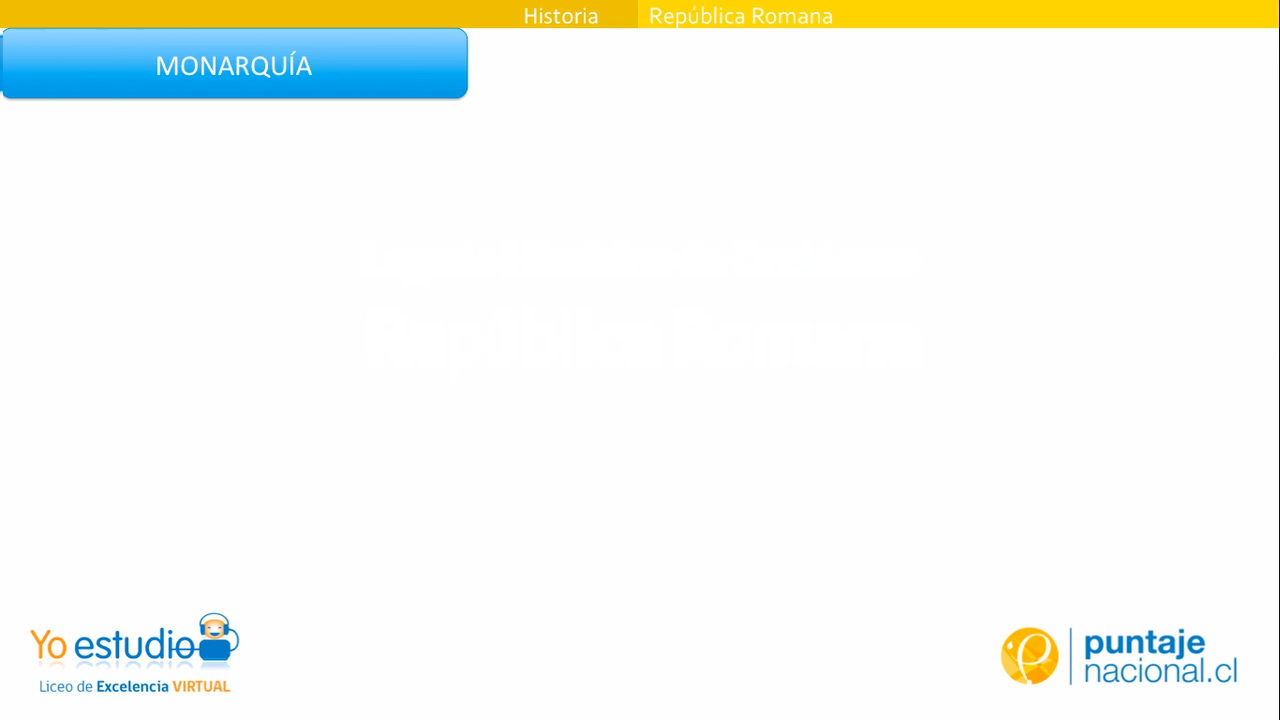 Historia
República Romana
MONARQUÍA
Yo estudio
Liceo de Excelencia VIRTUAL
puntaje
nacional.cl